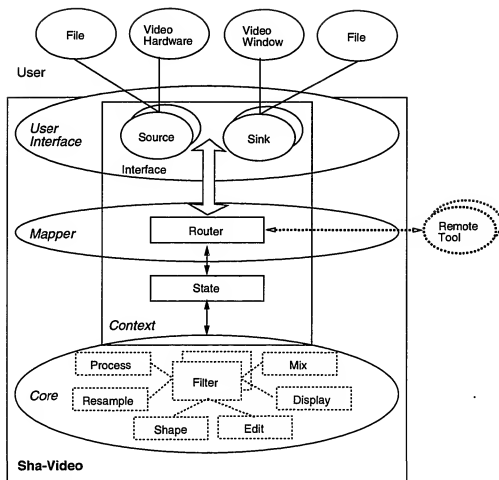 File
Video
Hardware
Video
Window
File
User
User
Interface
Source
Sink
Interface
Mapper
Router
Remote
Tool
State
Context
Process
Mix
Filter
Core
Resample
Display
Shape
Edit
Sha-Video